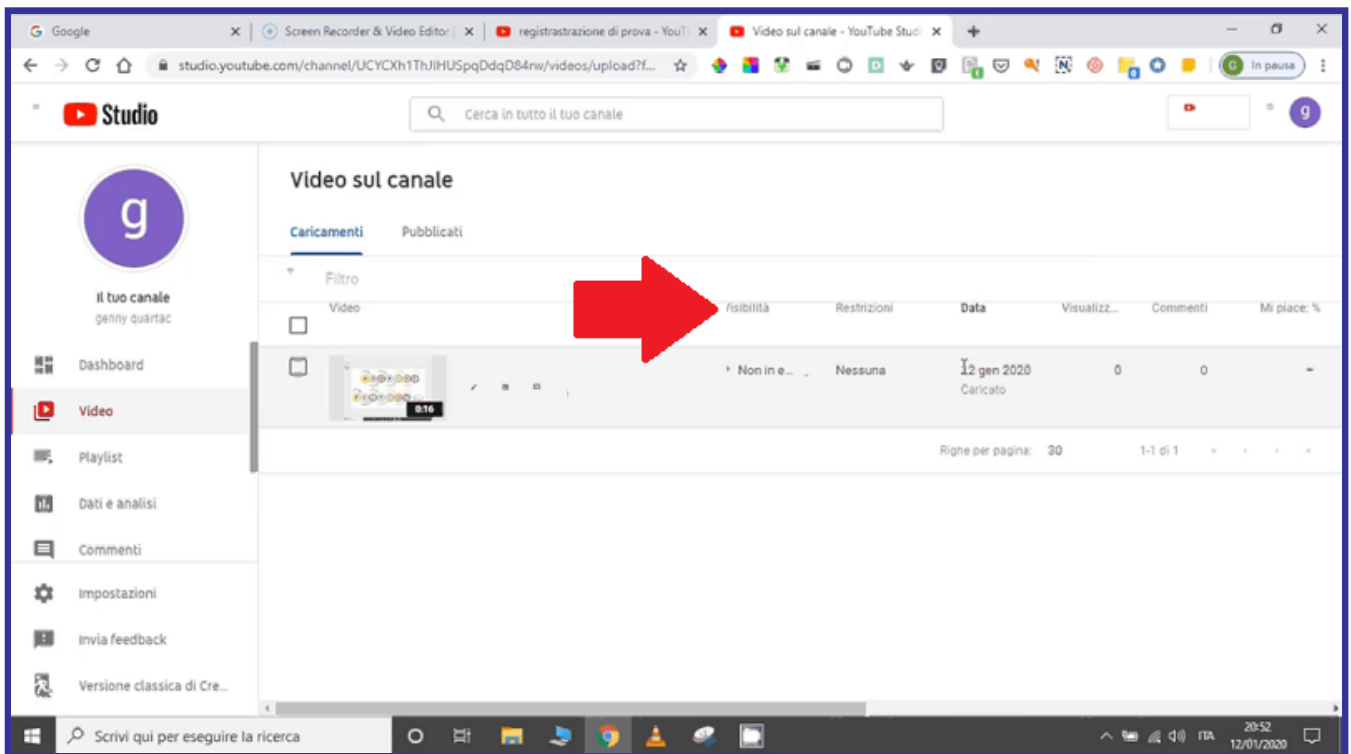 Google
Screen Recorder & Video Editor
registrastrazione di prova - YouT
Video sul canale - YouTube Stud
studio.youtube.com/channel/UCYCXh1ThJIHUSpqDdqD84rw/videos/upload?f...
In pausa
Studio
Cerca in tutto il tuo canale
g
g
Il tuo canale
genny quartac
Dashboard
Video
Playlist
Dati e analisi
Commenti
Impostazioni
Invia feedback
Versione classica di Cre...
Video sul canale
Caricamenti Pubblicati
Filtro
Video Visibilità Restrizioni Data Visualizz... Commenti Mi piace: %
0:16 Non in e... Nessuna 12 gen 2020 0 0 –
Caricato
Righe per pagina: 30 1-1 di 1
Scrivi qui per eseguire la ricerca
ITA
20:52
12/01/2020